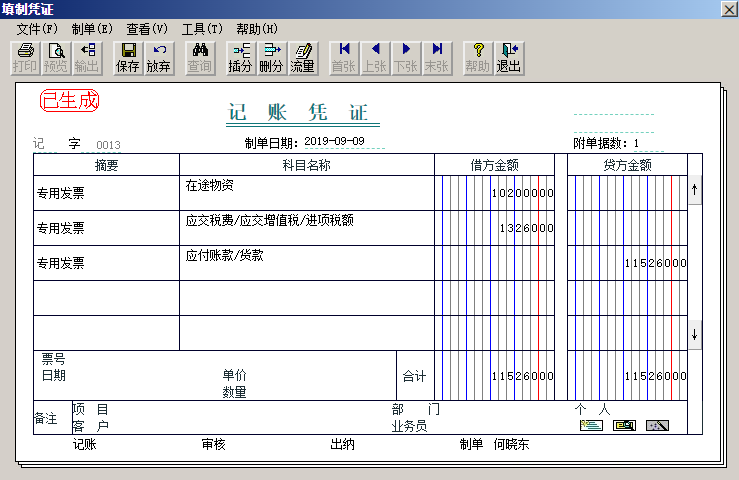 填制凭证
文件(F) 制单(E) 查看(V) 工具(T) 帮助(H)
打印 预览 输出 保存 放弃 查询 插分 删分 流量 首张 上张 下张 末张 帮助 退出
已生成
记 账 凭 证
记 字 0013 制单日期：2019-09-09 附单据数：1
摘要 科目名称 借方金额 贷方金额
专用发票 在途物资 10200000
专用发票 应交税费/应交增值税/进项税额 1326000
专用发票 应付账款/货款 11526000
票号
日期 单价 合计 11526000 11526000
数量
备注 项 目 部 门 个 人
客 户 业务员
记账 审核 出纳 制单 何晓东